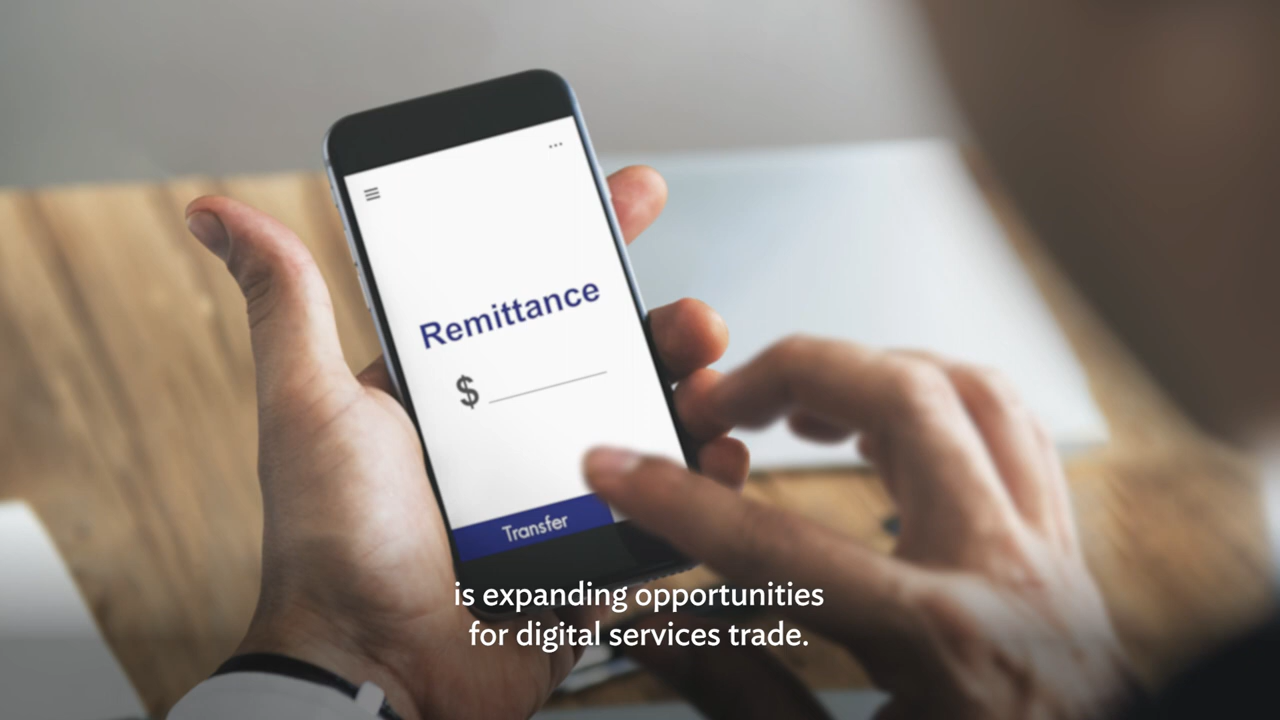 Remittance
$
Transfer
is expanding opportunities
for digital services trade.